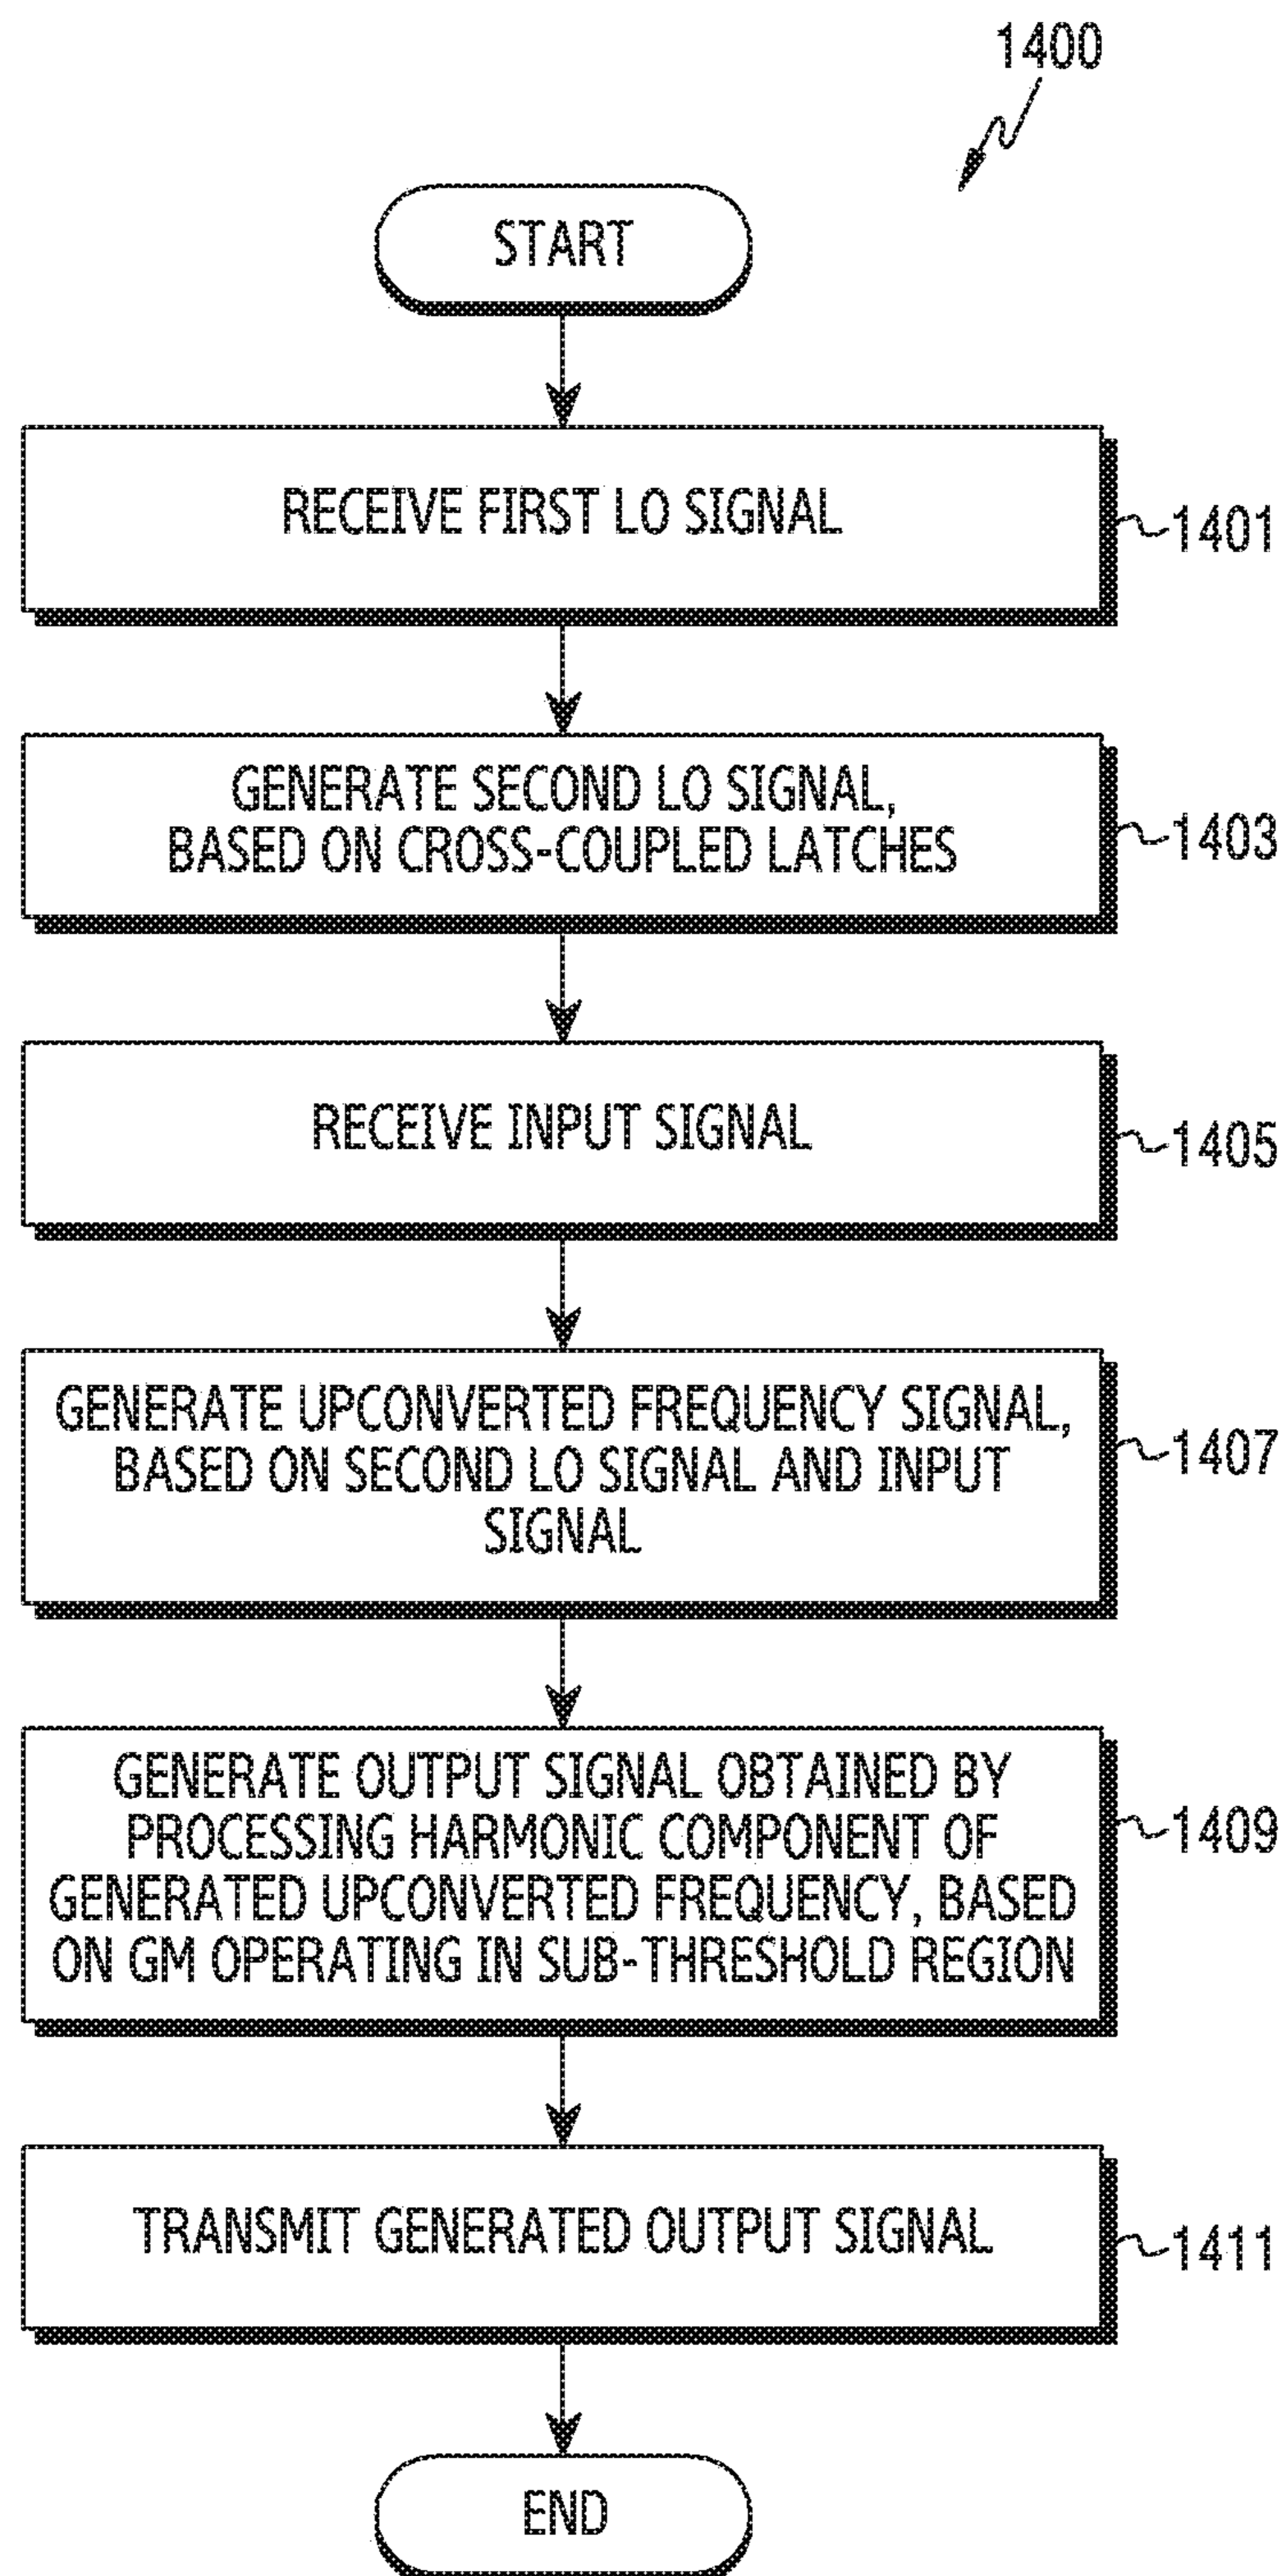 1400
START
RECEIVE FIRST LO SIGNAL
1401
GENERATE SECOND LO SIGNAL,
BASED ON CROSS-COUPLED LATCHES
1403
RECEIVE INPUT SIGNAL
1405
GENERATE UPCONVERTED FREQUENCY SIGNAL,
BASED ON SECOND LO SIGNAL AND INPUT
SIGNAL
1407
GENERATE OUTPUT SIGNAL OBTAINED BY
PROCESSING HARMONIC COMPONENT OF
GENERATED UPCONVERTED FREQUENCY, BASED
ON GM OPERATING IN SUB-THRESHOLD REGION
1409
TRANSMIT GENERATED OUTPUT SIGNAL
1411
END